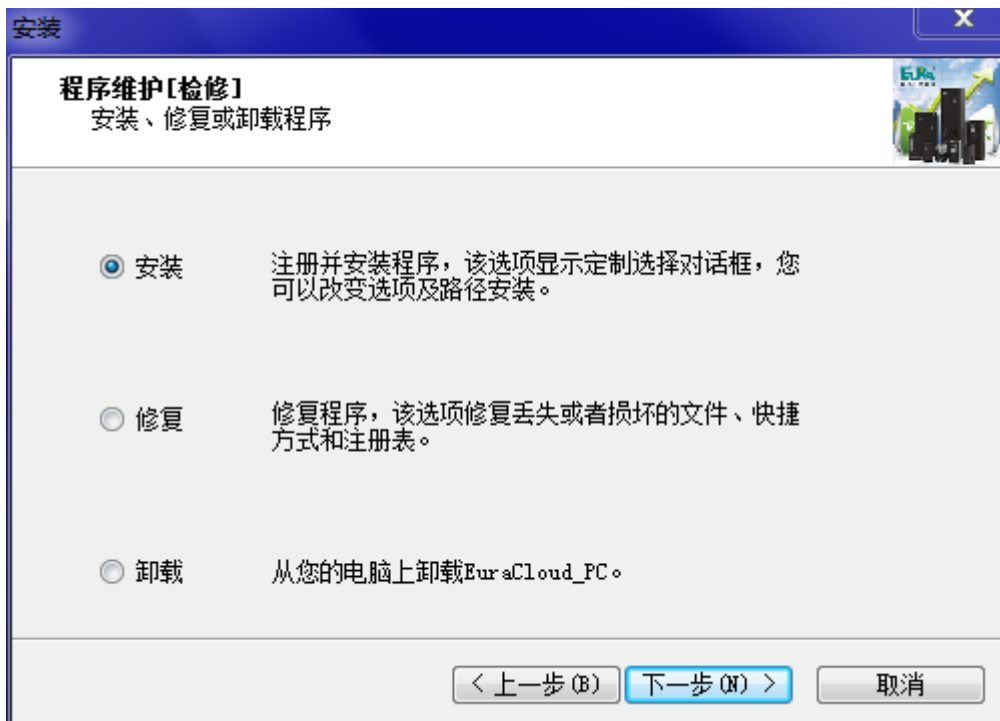 安装
X
程序维护[检修]
安装、修复或卸载程序
EURA
安装
注册并安装程序，该选项显示定制选择对话框，您
可以改变选项及路径安装。
修复
修复程序，该选项修复丢失或者损坏的文件、快捷
方式和注册表。
卸载
从您的电脑上卸载EuraCloud_PC。
< 上一步(B)
下一步(N) >
取消